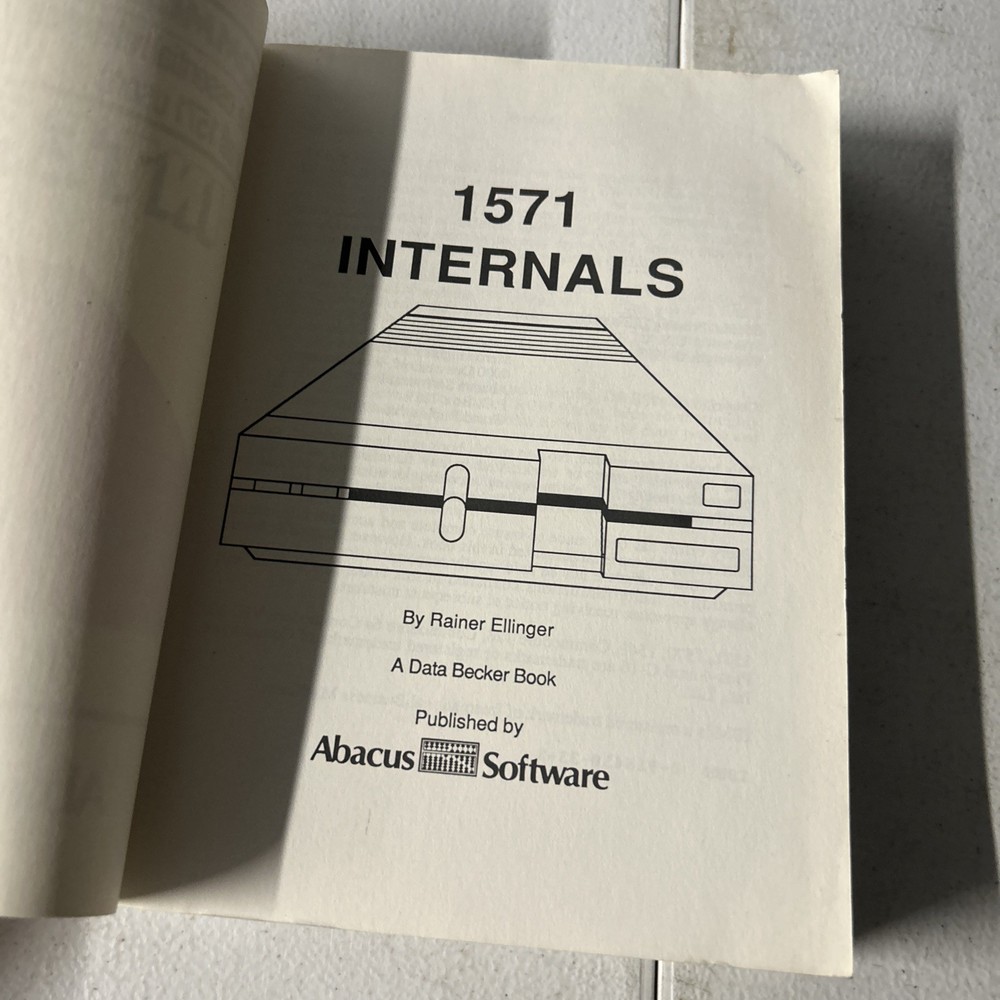 1571
INTERNALS
By Rainer Ellinger
A Data Becker Book
Published by
Abacus Software